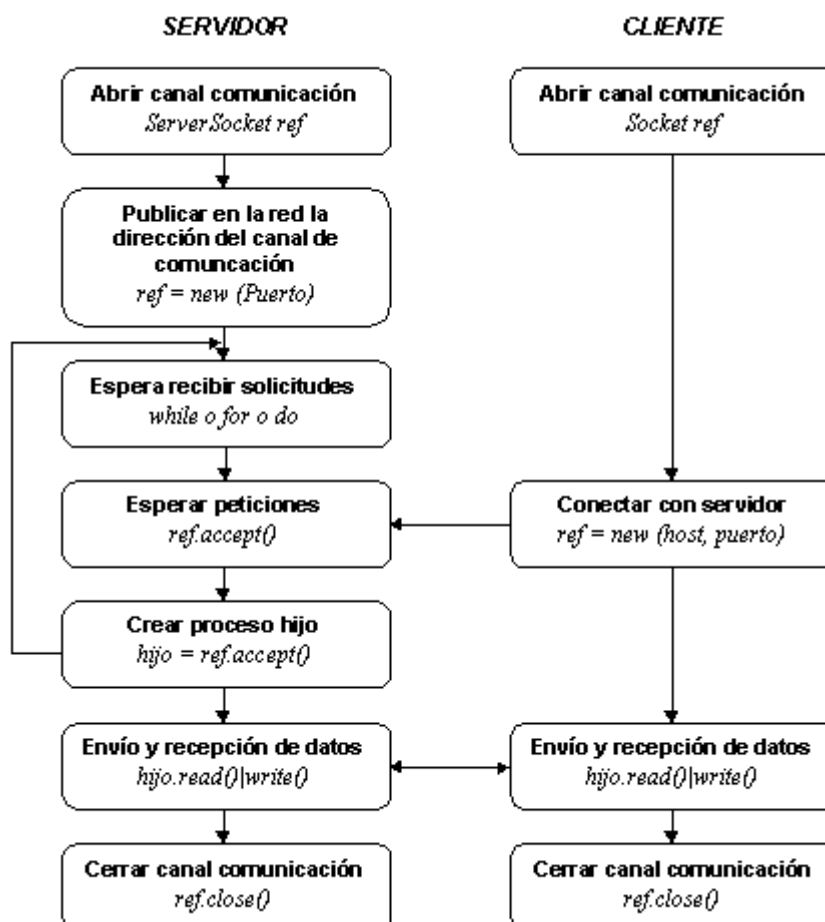 SERVIDOR
CLIENTE
Abrir canal comunicación
ServerSocket ref
Abrir canal comunicación
Socket ref
Publicar en la red la
dirección del canal de
comuncación
ref = new (Puerto)
Espera recibir solicitudes
while o for o do
Esperar peticiones
ref.accept()
Conectar con servidor
ref = new (host, puerto)
Crear proceso hijo
hijo = ref.accept()
Envío y recepción de datos
hijo.read()|write()
Envío y recepción de datos
hijo.read()|write()
Cerrar canal comunicación
ref.close()
Cerrar canal comunicación
ref.close()